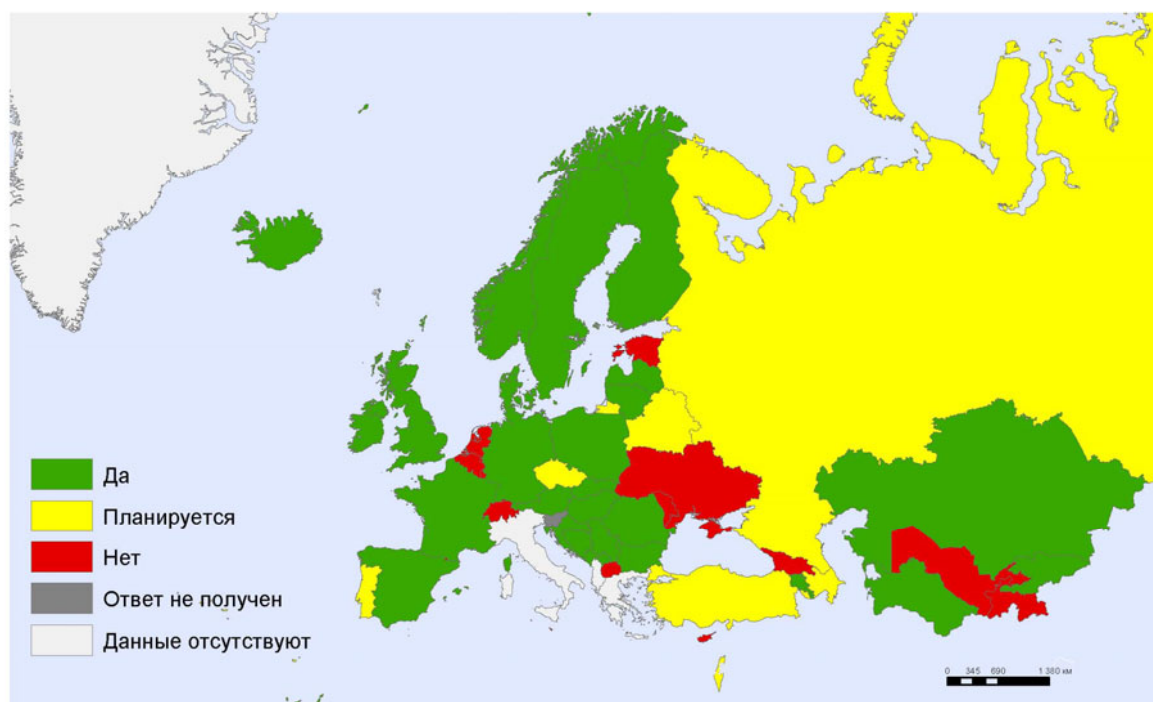 Да
Планируется
Нет
Ответ не получен
Данные отсутствуют
0 345 690 1 380 км